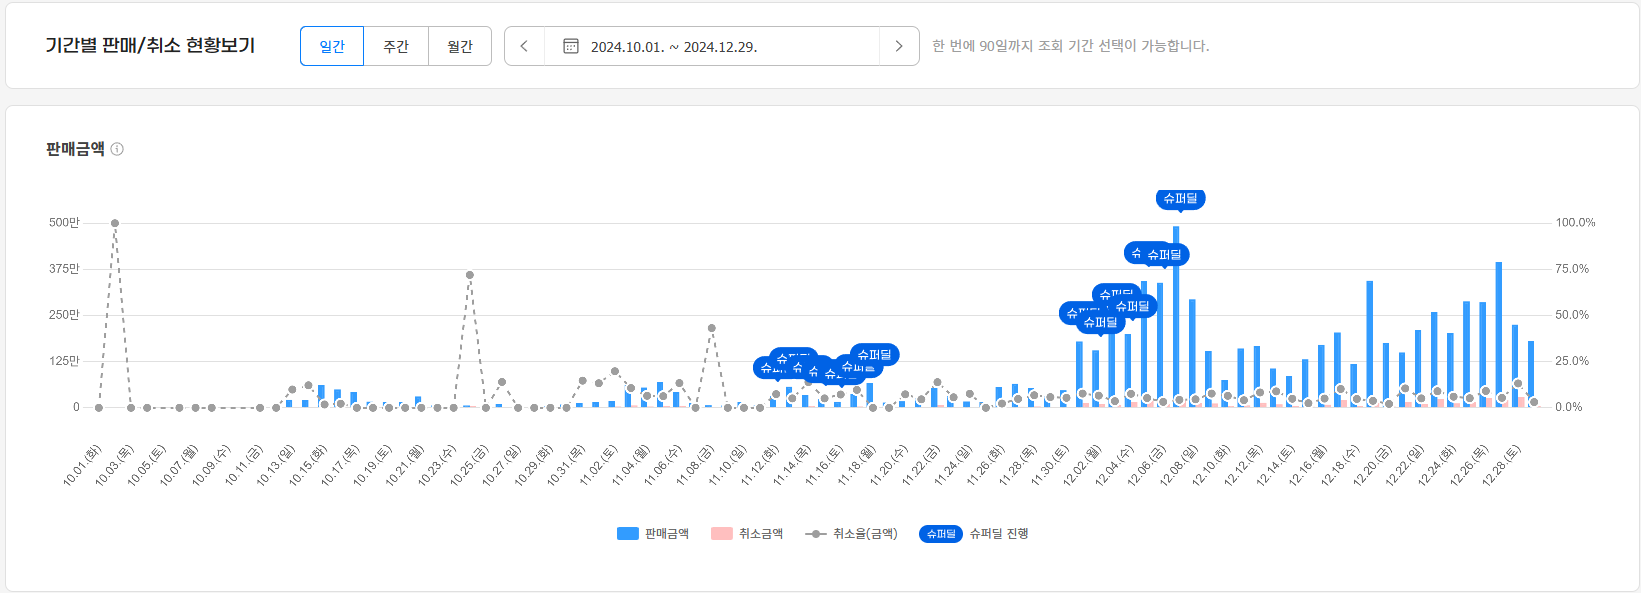 기간별 판매/취소 현황보기
일간 주간 월간
2024.10.01. ~ 2024.12.29.
한 번에 90일까지 조회 기간 선택이 가능합니다.
판매금액
슈퍼딜
500만 100.0%
슈퍼딜
375만 75.0%
슈퍼딜
슈퍼딜
250만 50.0%
슈퍼딜
슈퍼딜
슈퍼딜
125만 25.0%
0 0.0%
10.01.(화) 10.03.(목) 10.05.(토) 10.07.(월) 10.09.(수) 10.11.(금) 10.13.(일) 10.15.(화) 10.17.(목) 10.19.(토) 10.21.(월) 10.23.(수) 10.25.(금) 10.27.(일) 10.29.(화) 10.31.(목) 11.02.(토) 11.04.(월) 11.06.(수) 11.08.(금) 11.10.(일) 11.12.(화) 11.14.(목) 11.16.(토) 11.18.(월) 11.20.(수) 11.22.(금) 11.24.(일) 11.26.(화) 11.28.(목) 11.30.(토) 12.02.(월) 12.04.(수) 12.06.(금) 12.08.(일) 12.10.(화) 12.12.(목) 12.14.(토) 12.16.(월) 12.18.(수) 12.20.(금) 12.22.(일) 12.24.(화) 12.26.(목) 12.28.(토)
판매금액 취소금액 취소율(금액) 슈퍼딜 슈퍼딜 진행